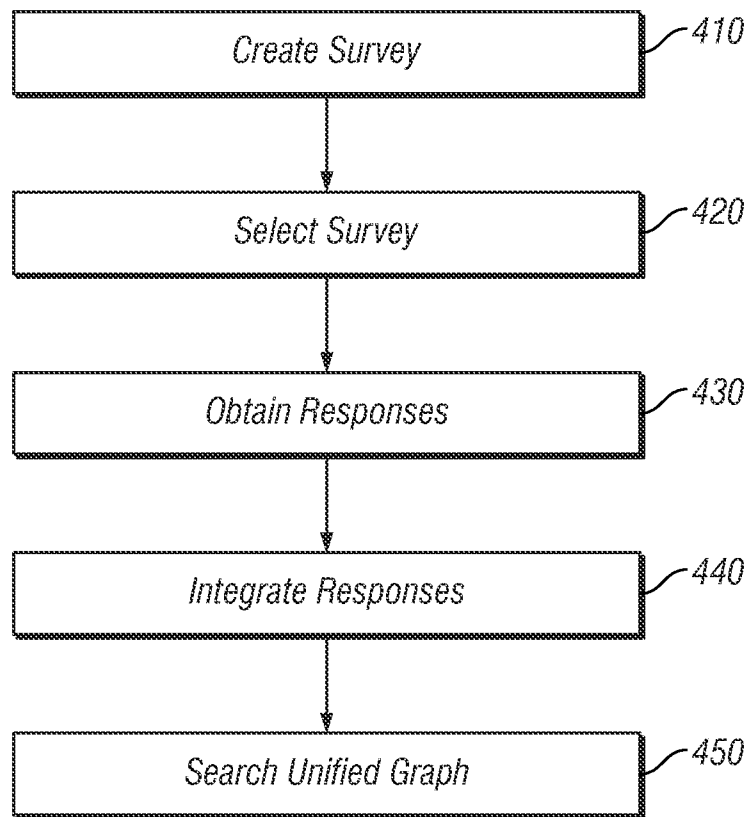 Create Survey
410
Select Survey
420
Obtain Responses
430
Integrate Responses
440
Search Unified Graph
450